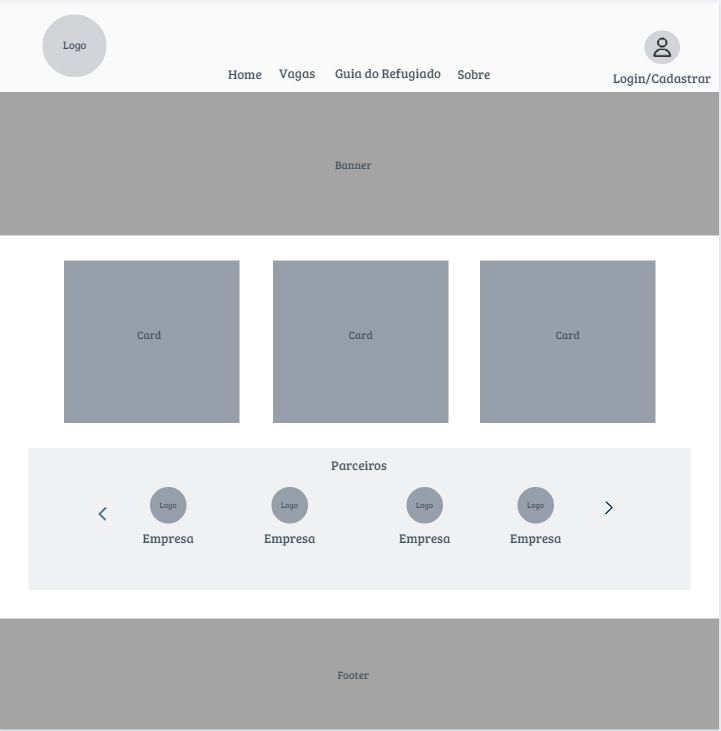 Logo
Home Vagas Guia do Refugiado Sobre
Login/Cadastrar
Banner
Card Card Card
Parceiros
Logo Logo Logo Logo
Empresa Empresa Empresa Empresa
Footer